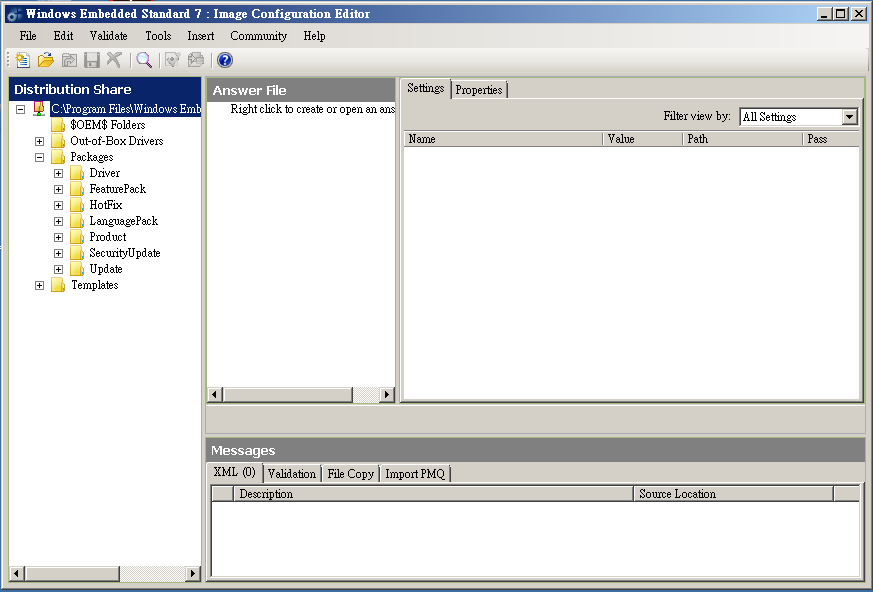 Windows Embedded Standard 7 : Image Configuration Editor
File Edit Validate Tools Insert Community Help
Distribution Share
C:\Program Files\Windows Emb
$OEM$ Folders
Out-of-Box Drivers
Packages
Driver
FeaturePack
HotFix
LanguagePack
Product
SecurityUpdate
Update
Templates
Answer File
Right click to create or open an ans
Settings Properties
Filter view by: All Settings
Name Value Path Pass
Messages
XML (0) Validation File Copy Import PMQ
Description Source Location